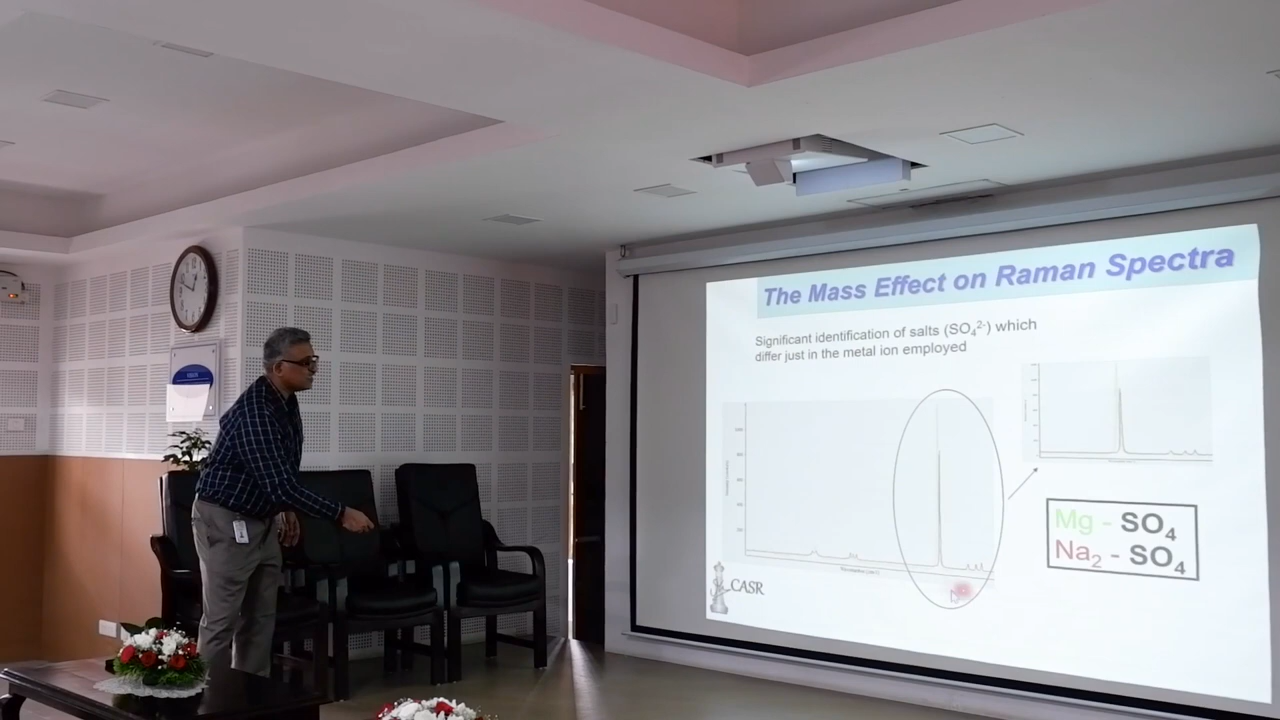 The Mass Effect on Raman Spectra
Significant identification of salts (SO₄²⁻) which
differ just in the metal ion employed
Mg - SO₄
Na₂ - SO₄
CASR